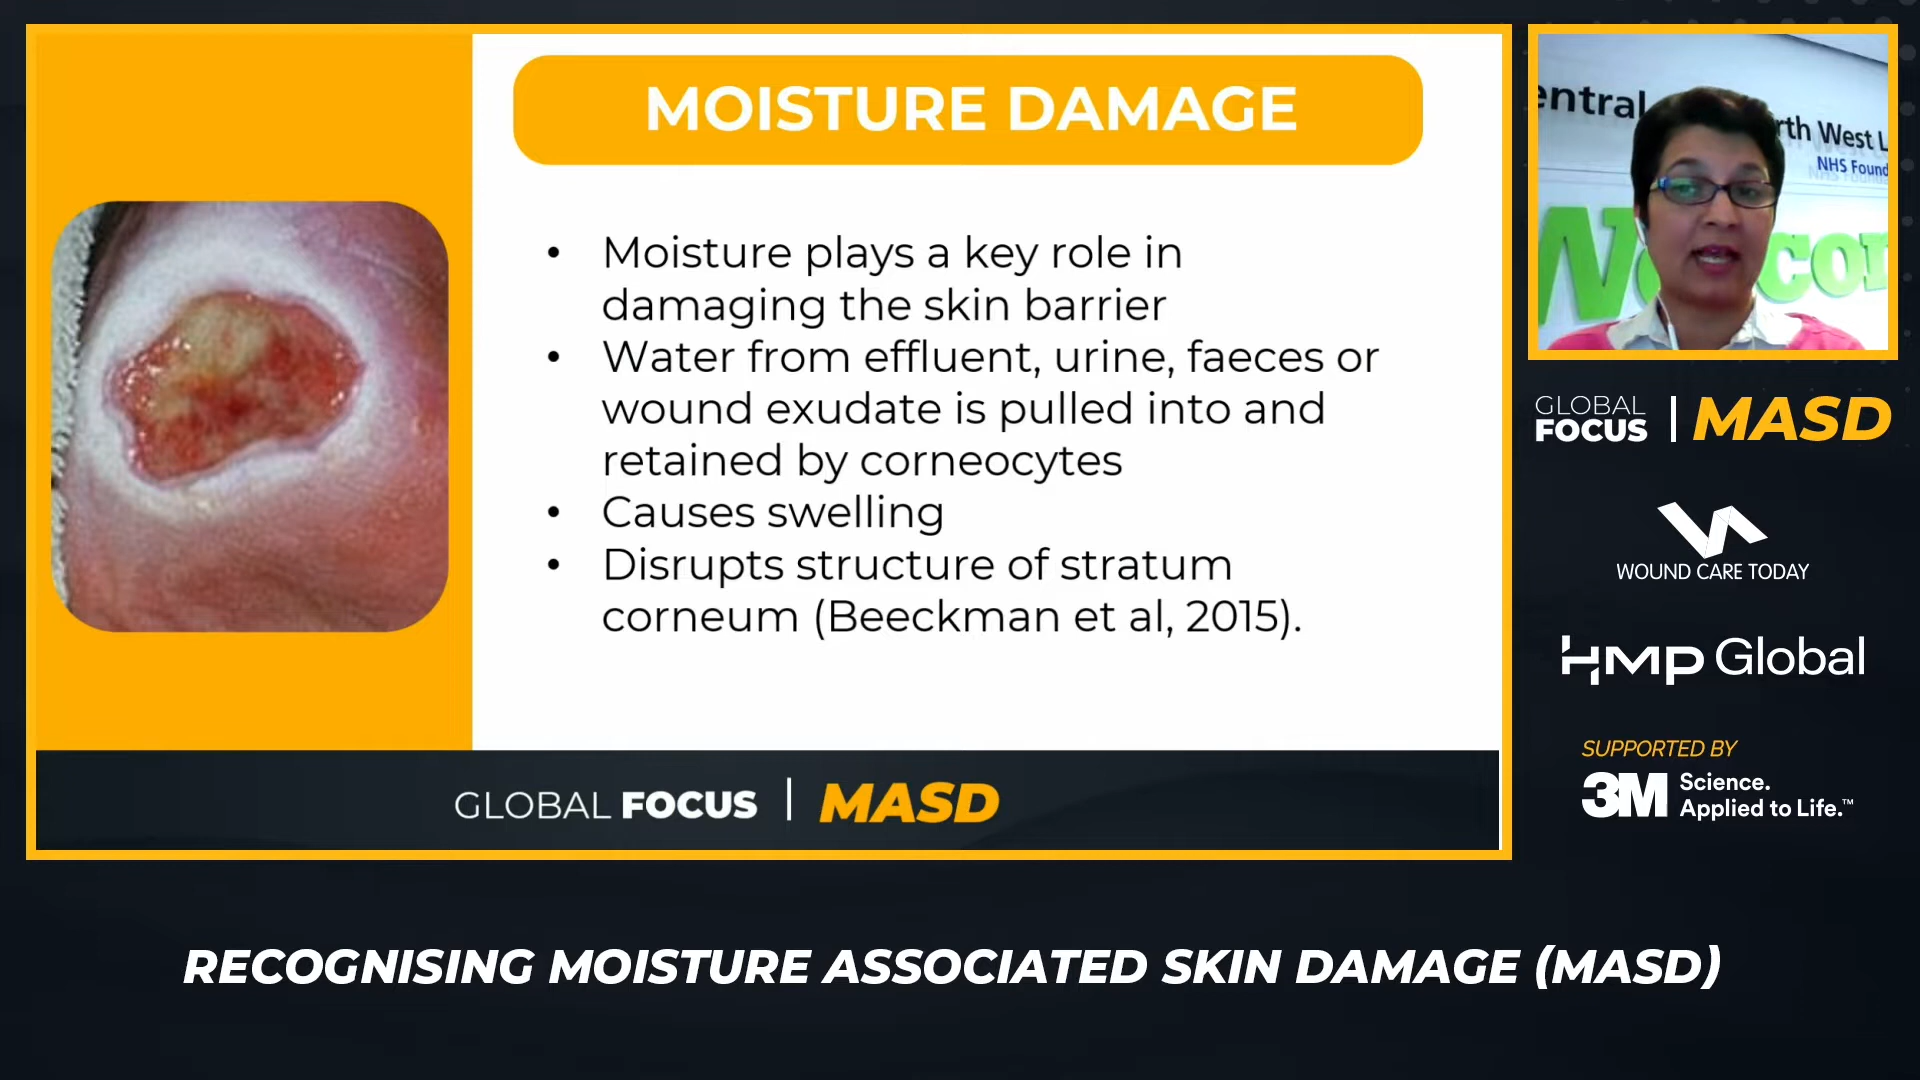 MOISTURE DAMAGE
• Moisture plays a key role in
damaging the skin barrier
• Water from effluent, urine, faeces or
wound exudate is pulled into and
retained by corneocytes
• Causes swelling
• Disrupts structure of stratum
corneum (Beeckman et al, 2015).
GLOBAL FOCUS | MASD
entral
rth West L
NHS Found
GLOBAL
FOCUS | MASD
WOUND CARE TODAY
HMP Global
SUPPORTED BY
3M Science.
Applied to Life.™
RECOGNISING MOISTURE ASSOCIATED SKIN DAMAGE (MASD)